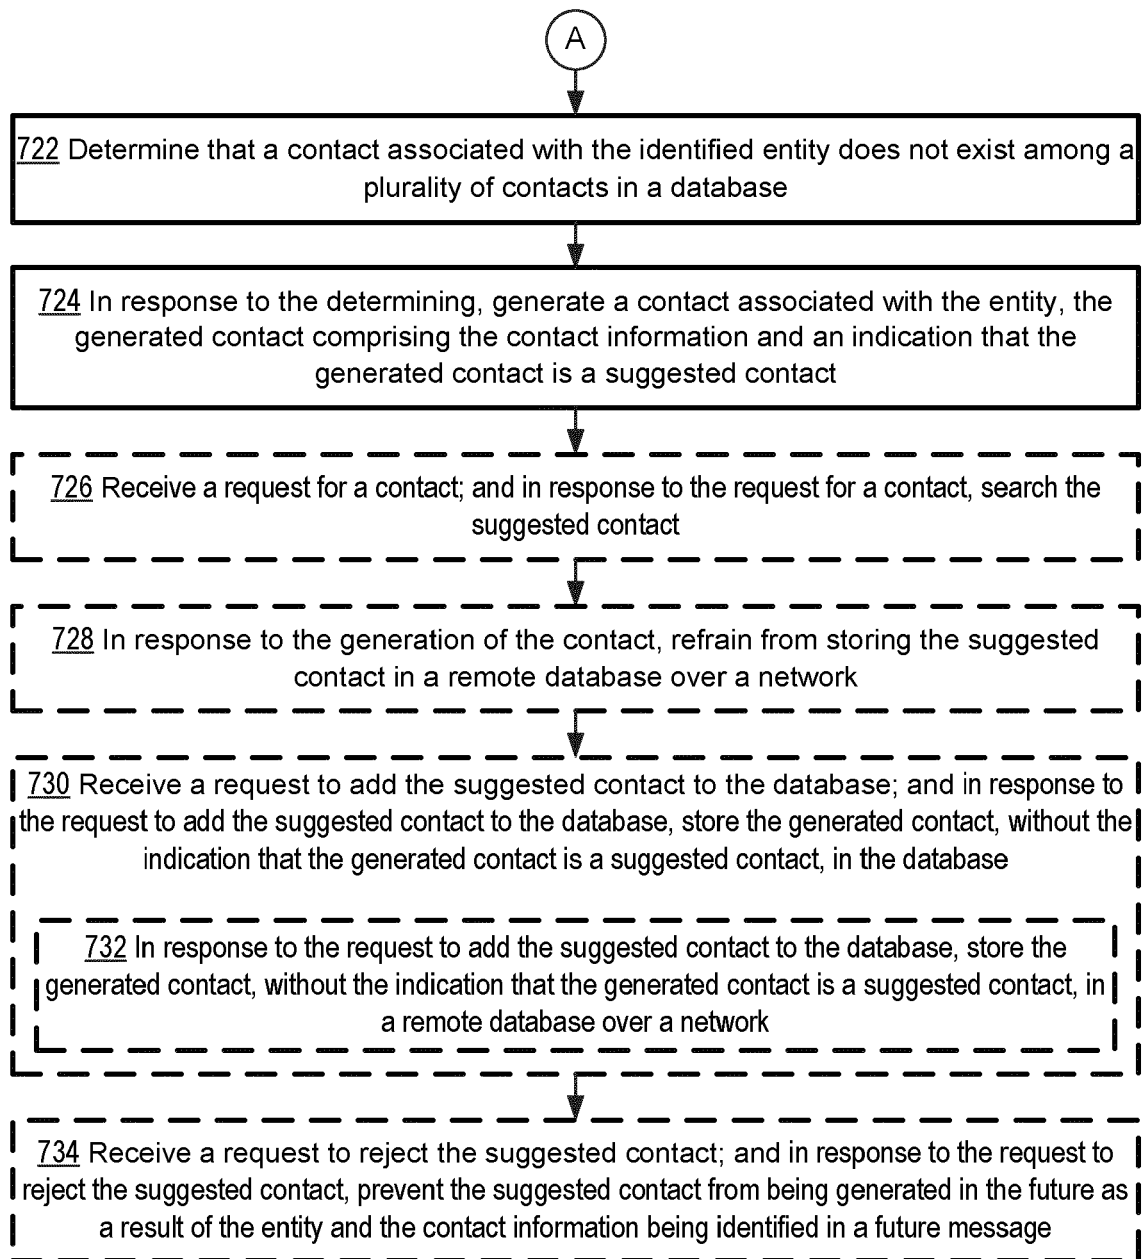 A
722 Determine that a contact associated with the identified entity does not exist among a
plurality of contacts in a database
724 In response to the determining, generate a contact associated with the entity, the
generated contact comprising the contact information and an indication that the
generated contact is a suggested contact
726 Receive a request for a contact; and in response to the request for a contact, search the
suggested contact
728 In response to the generation of the contact, refrain from storing the suggested
contact in a remote database over a network
730 Receive a request to add the suggested contact to the database; and in response to
the request to add the suggested contact to the database, store the generated contact, without the
indication that the generated contact is a suggested contact, in the database
732 In response to the request to add the suggested contact to the database, store the
generated contact, without the indication that the generated contact is a suggested contact, in
a remote database over a network
734 Receive a request to reject the suggested contact; and in response to the request to
reject the suggested contact, prevent the suggested contact from being generated in the future as
a result of the entity and the contact information being identified in a future message